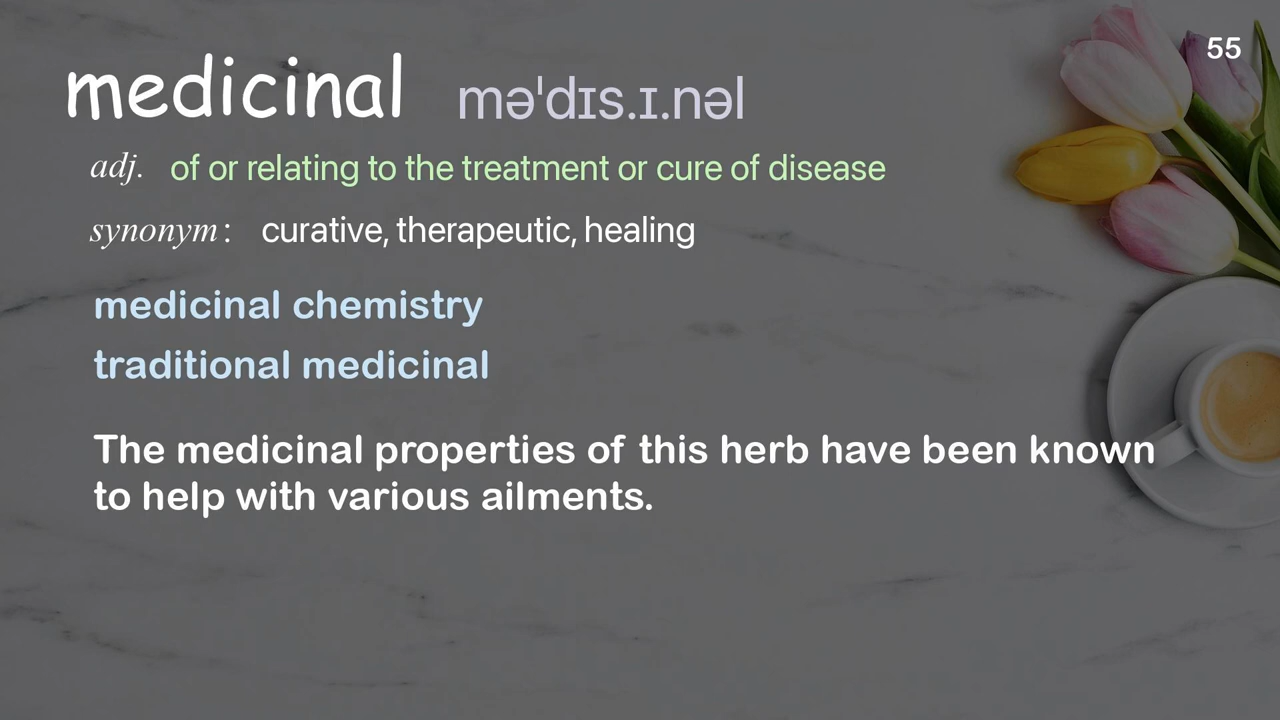 55
medicinal məˈdɪs.ɪ.nəl
adj. of or relating to the treatment or cure of disease
synonym : curative, therapeutic, healing
medicinal chemistry
traditional medicinal
The medicinal properties of this herb have been known
to help with various ailments.